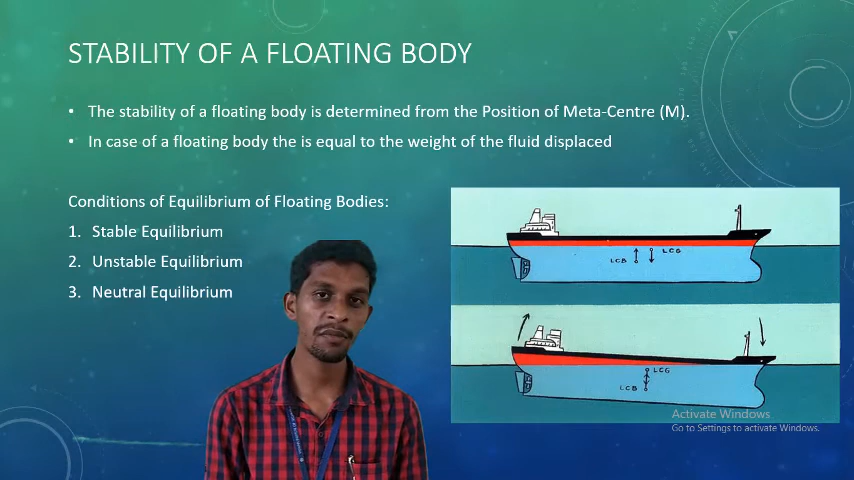 STABILITY OF A FLOATING BODY
• The stability of a floating body is determined from the Position of Meta-Centre (M).
• In case of a floating body the is equal to the weight of the fluid displaced
Conditions of Equilibrium of Floating Bodies:
1. Stable Equilibrium
2. Unstable Equilibrium
3. Neutral Equilibrium
LCB LCG
LCG
LCB
Activate Windows
Go to Settings to activate Windows.